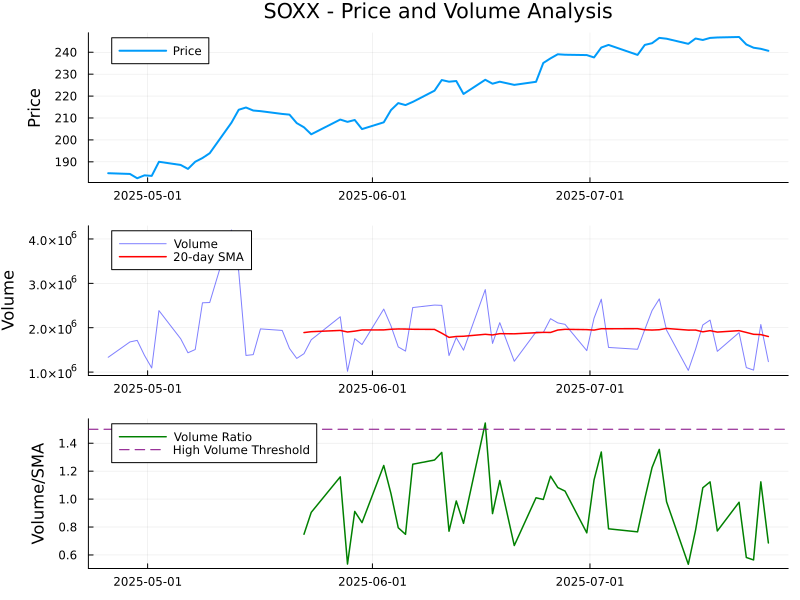 SOXX - Price and Volume Analysis
Price
240
230
220
210
200
190
Price
2025-05-01 2025-06-01 2025-07-01
4.0×10⁶
3.0×10⁶
2.0×10⁶
1.0×10⁶
Volume
Volume
20-day SMA
2025-05-01 2025-06-01 2025-07-01
1.4
1.2
1.0
0.8
0.6
Volume/SMA
Volume Ratio
High Volume Threshold
2025-05-01 2025-06-01 2025-07-01